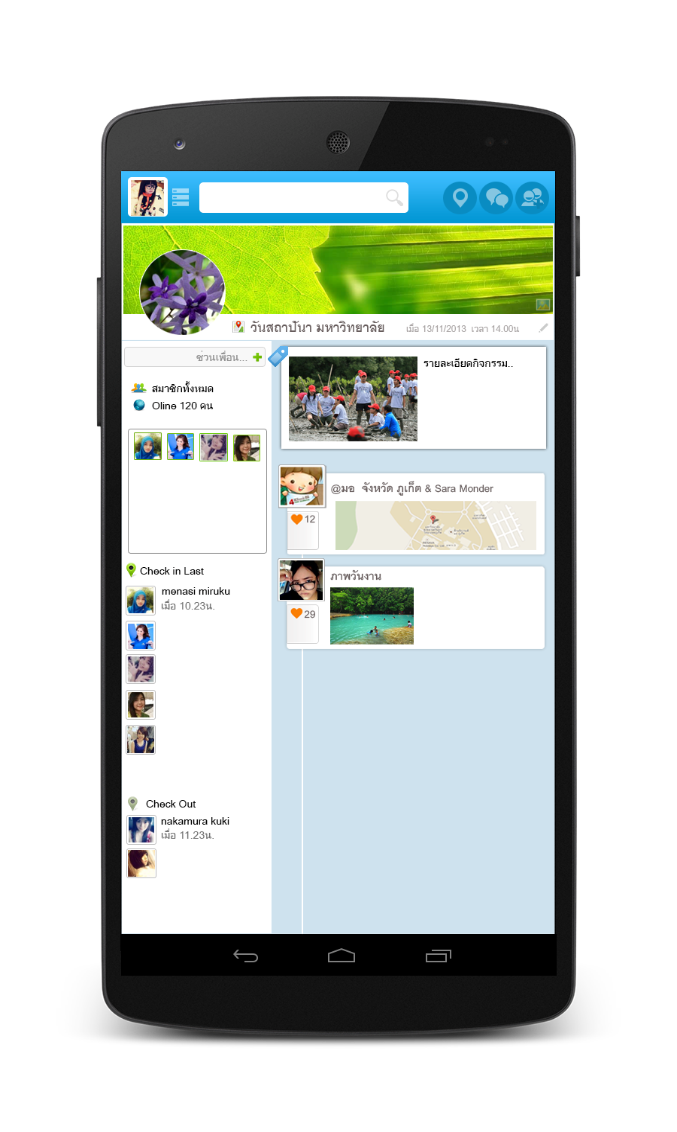 วันสถาปันา มหาวิทยาลัย
เมื่อ 13/11/2013 เวลา 14.00น
ชวนเพื่อน...
สมาชิกทั้งหมด
Oline 120 คน
Check in Last
menasi miruku
เมื่อ 10.23น.
Check Out
nakamura kuki
เมื่อ 11.23น.
รายละเอียดกิจกรรม..
@มอ จังหวัด ภูเก็ต & Sara Monder
12
ภาพวันงาน
29